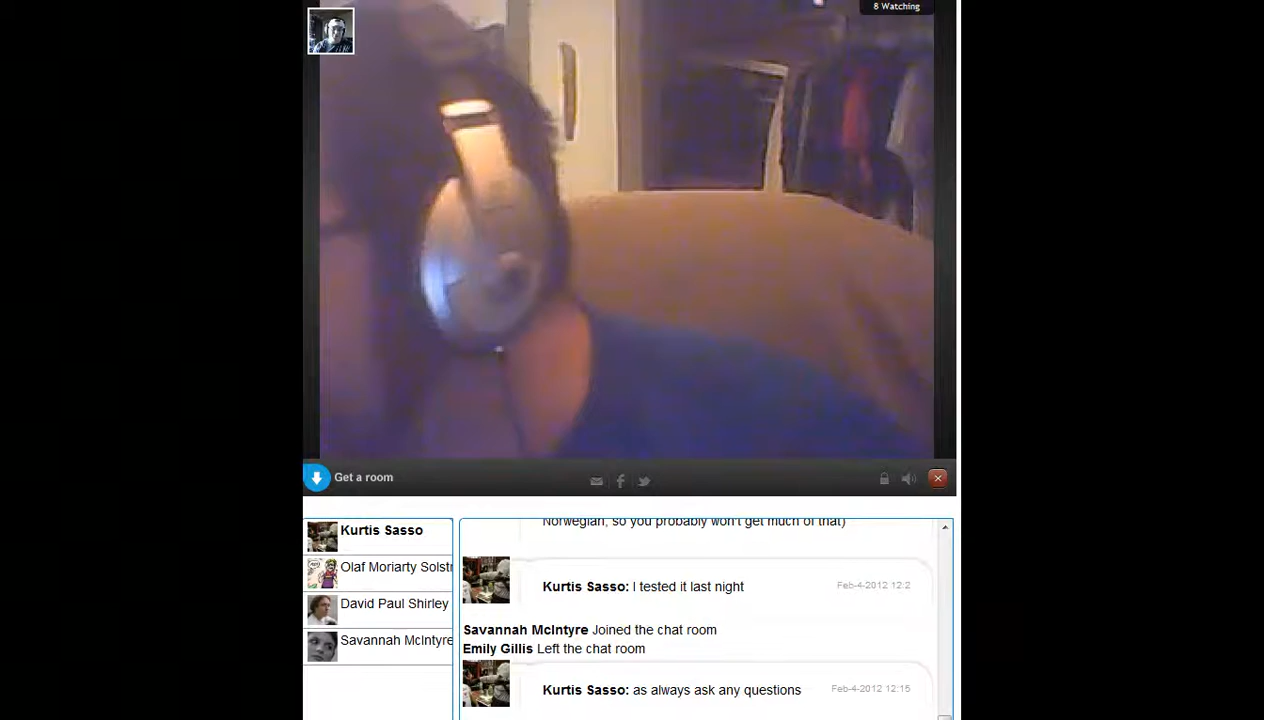 8 Watching
Get a room
Kurtis Sasso
Olaf Moriarty Solstr
David Paul Shirley
Savannah McIntyre
Norwegian, so you probably won't get much of that)
Kurtis Sasso: I tested it last night
Feb-4-2012 12:2
Savannah McIntyre Joined the chat room
Emily Gillis Left the chat room
Kurtis Sasso: as always ask any questions
Feb-4-2012 12:15